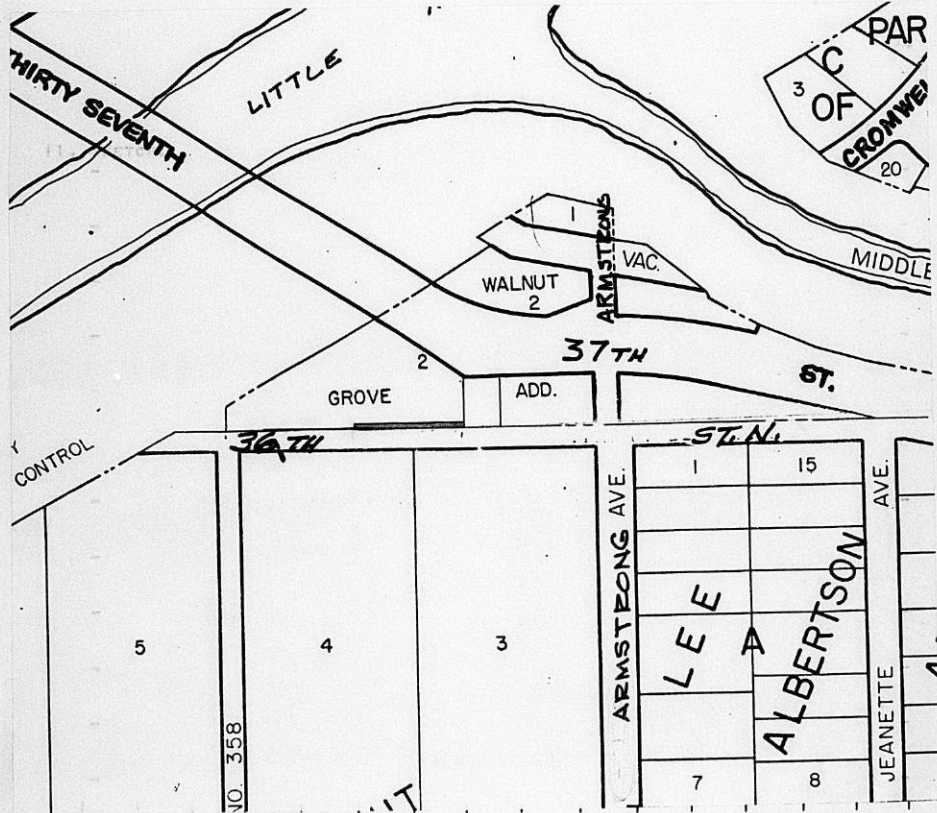 PAR
C
3
OF
CROMWE
20
THIRTY SEVENTH
LITTLE
1
ARMSTRONG
VAC.
MIDDLE
WALNUT
2
37TH
ST.
2
GROVE
ADD.
36TH
ST. N.
CONTROL
1
15
ARMSTRONG AVE.
JEANETTE AVE.
LEE
A
ALBERTSON
5
4
3
NO. 358
7
8